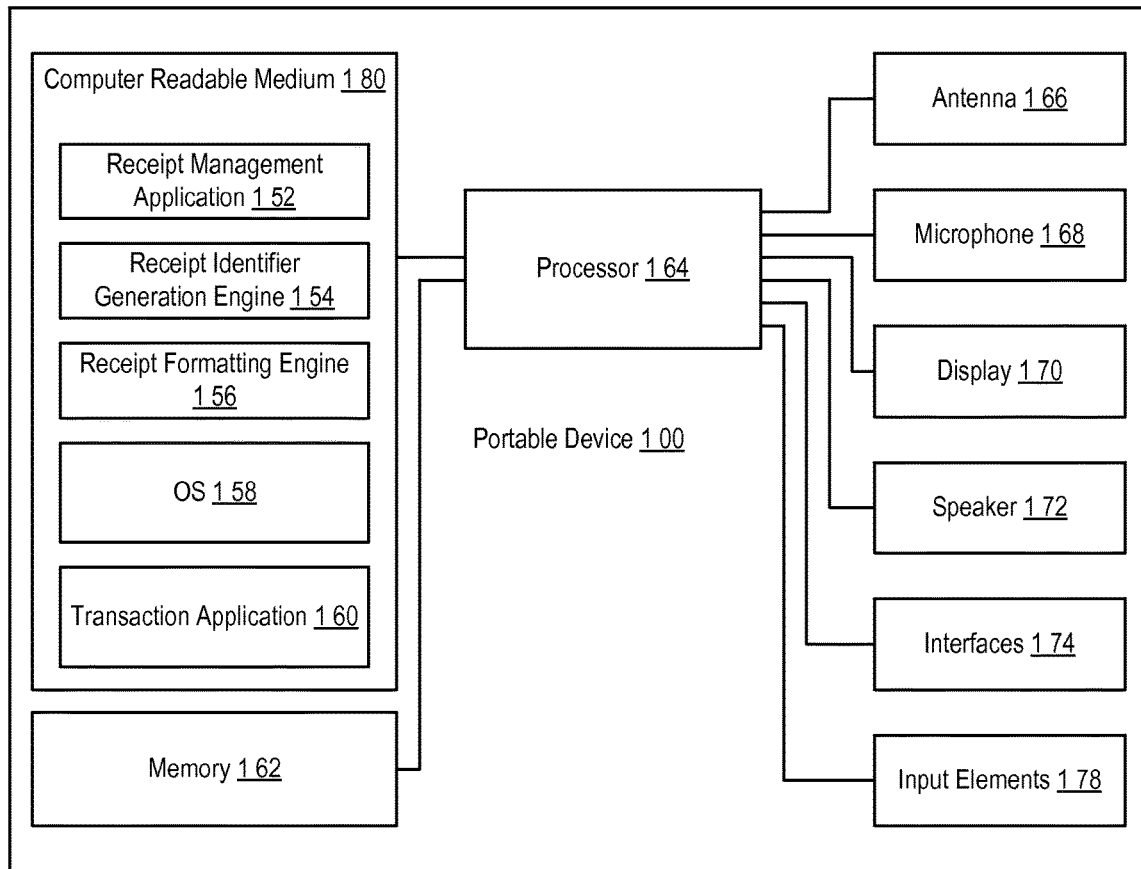 Computer Readable Medium 1 80
Receipt Management
Application 1 52
Receipt Identifier
Generation Engine 1 54
Receipt Formatting Engine
1 56
OS 1 58
Transaction Application 1 60
Memory 1 62
Processor 1 64
Portable Device 1 00
Antenna 1 66
Microphone 1 68
Display 1 70
Speaker 1 72
Interfaces 1 74
Input Elements 1 78